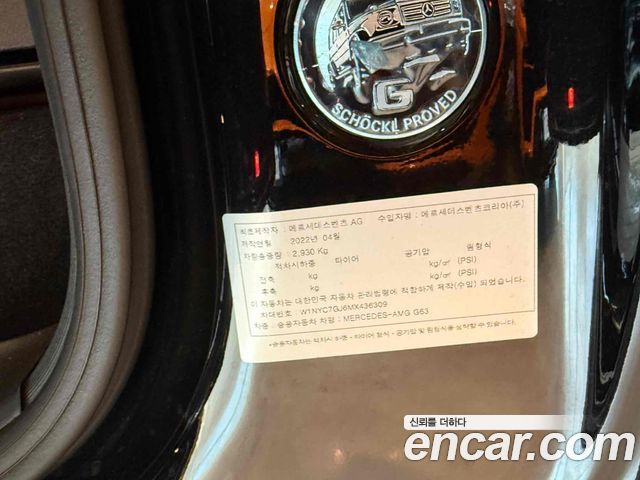 G
SCHÖCKL PROVED
최초제작자 : 메르세데스벤츠 AG 수입자명 : 메르세데스벤츠코리아(주)
제작연월 2022년 04월
차량총중량 : 2,930 Kg
적차시하중 타이어 공기압 원형식
전축 kg kg/㎠ (PSI)
후축 kg kg/㎠ (PSI)
이 자동차는 대한민국 자동차 관리법령에 적합하게 제작(수입) 되었습니다.
차대번호 : W1NYC7GJ6MX436309
차종 : 승용자동차 차명 : MERCEDES-AMG G63
신뢰를 더하다
encar.com